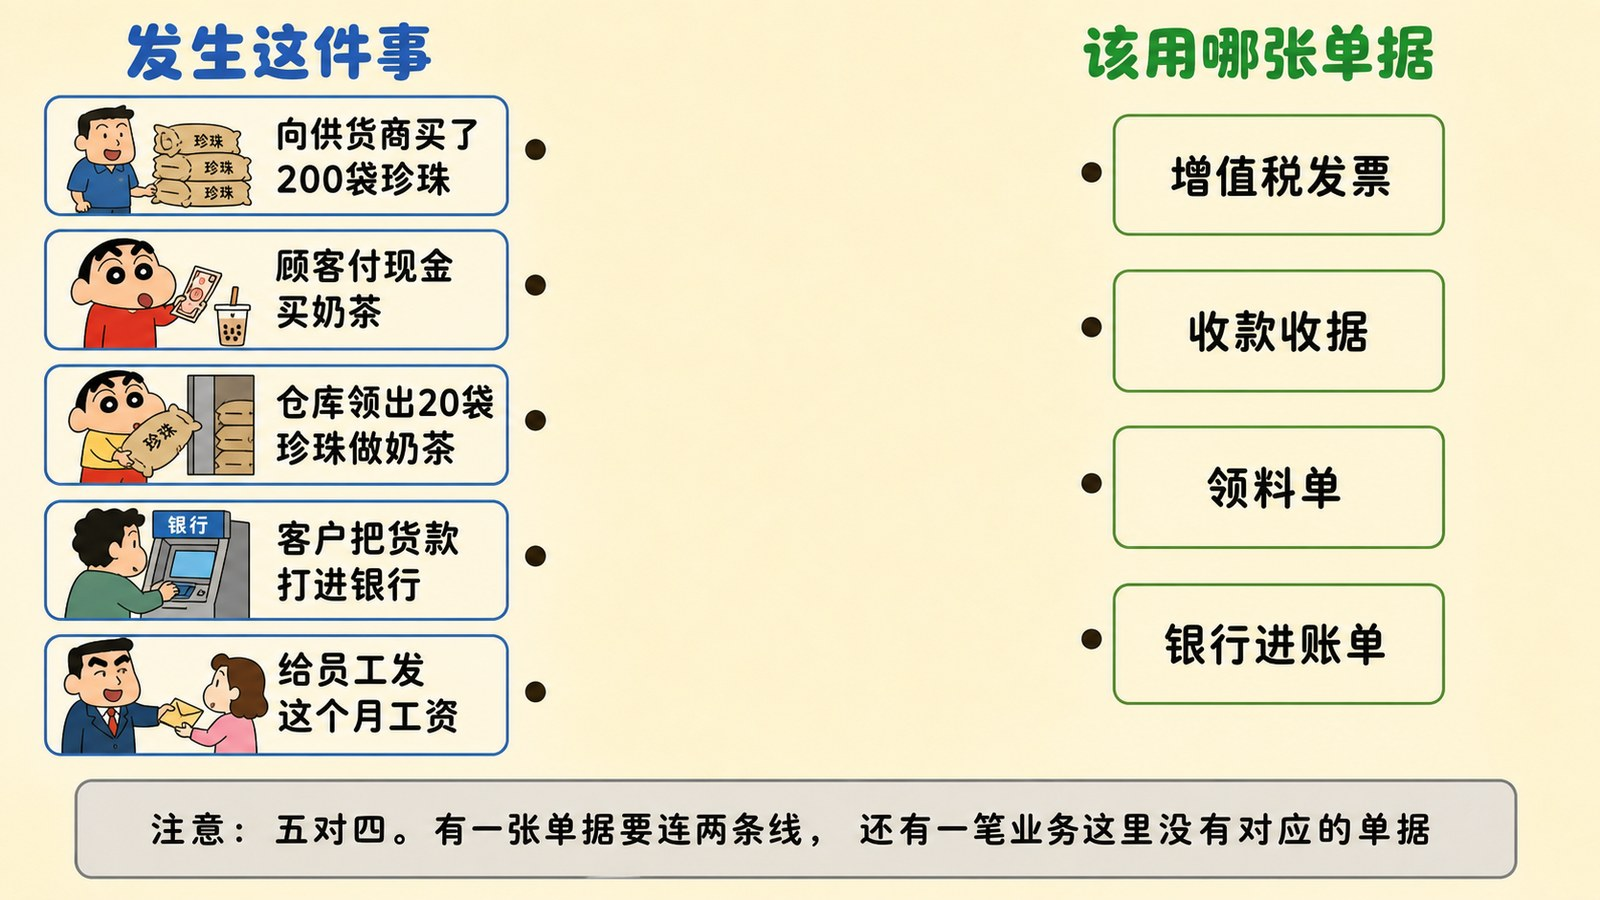 发生这件事
该用哪张单据
珍珠
珍珠
珍珠
向供货商买了
200袋珍珠
顾客付现金
买奶茶
珍珠
仓库领出20袋
珍珠做奶茶
银行
客户把货款
打进银行
给员工发
这个月工资
增值税发票
收款收据
领料单
银行进账单
注意：五对四。有一张单据要连两条线，还有一笔业务这里没有对应的单据